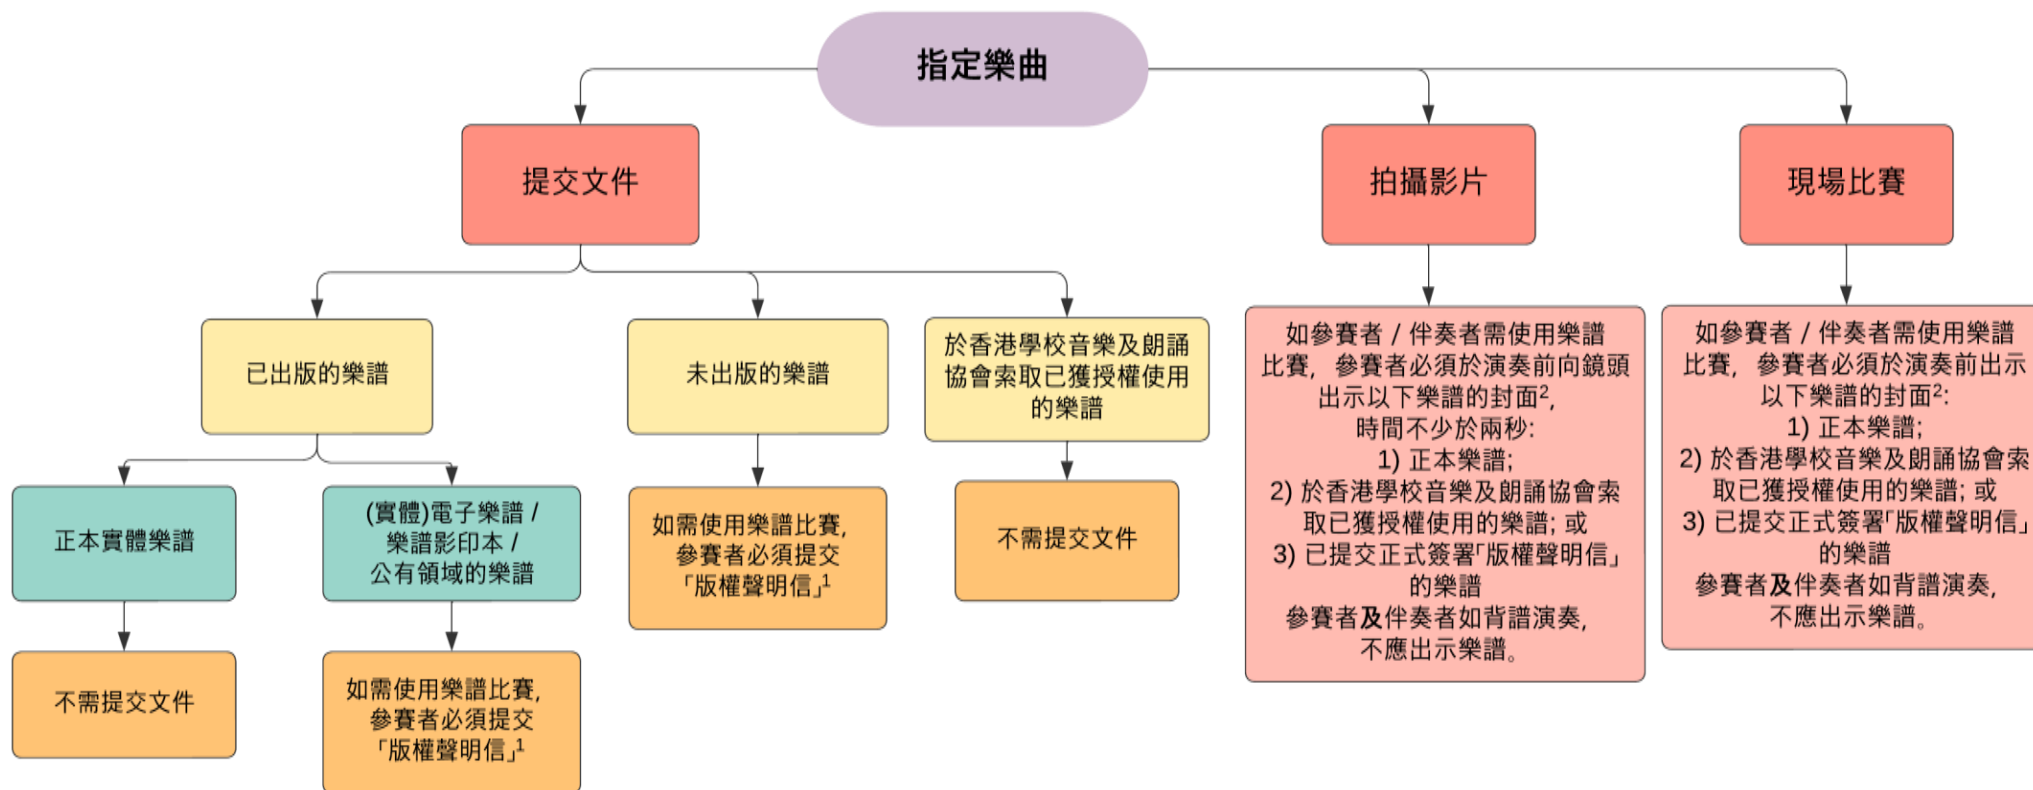 指定樂曲
提交文件
拍攝影片
現場比賽
已出版的樂譜
未出版的樂譜
於香港學校音樂及朗誦
協會索取已獲授權使用
的樂譜
正本實體樂譜
(實體)電子樂譜 /
樂譜影印本 /
公有領域的樂譜
如需使用樂譜比賽,
參賽者必須提交
「版權聲明信」¹
不需提交文件
不需提交文件
如需使用樂譜比賽,
參賽者必須提交
「版權聲明信」¹
如參賽者 / 伴奏者需使用樂譜
比賽, 參賽者必須於演奏前向鏡頭
出示以下樂譜的封面²,
時間不少於兩秒:
1) 正本樂譜;
2) 於香港學校音樂及朗誦協會索
取已獲授權使用的樂譜; 或
3) 已提交正式簽署「版權聲明信」
的樂譜
參賽者及伴奏者如背譜演奏,
不應出示樂譜。
如參賽者 / 伴奏者需使用樂譜
比賽, 參賽者必須於演奏前出示
以下樂譜的封面²:
1) 正本樂譜;
2) 於香港學校音樂及朗誦協會索
取已獲授權使用的樂譜; 或
3) 已提交正式簽署「版權聲明信」
的樂譜
參賽者及伴奏者如背譜演奏,
不應出示樂譜。